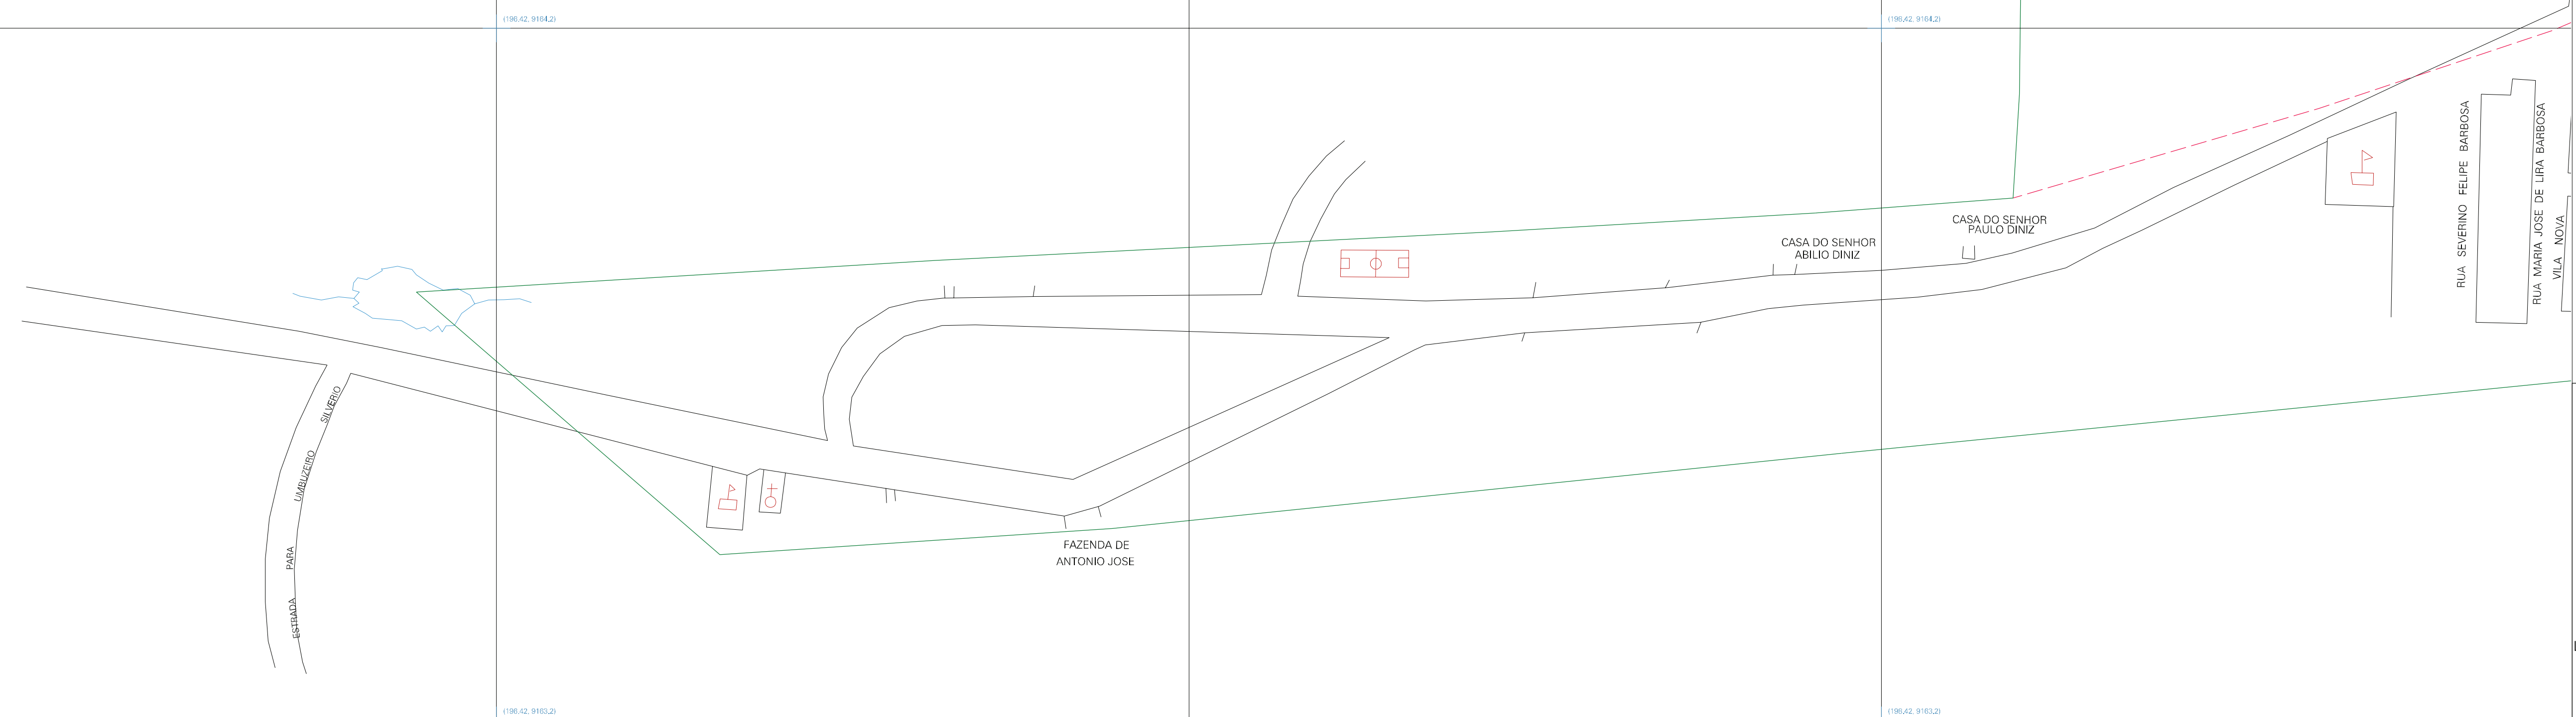 (196,42, 9164,2)
(196,42, 9164,2)
CASA DO SENHOR
PAULO DINIZ
CASA DO SENHOR
ABILIO DINIZ
RUA SEVERINO FELIPE BARBOSA
RUA MARIA JOSE DE LIRA BARBOSA
VILA NOVA
ESTRADA PARA UMBUZEIRO SILVERIO
FAZENDA DE
ANTONIO JOSE
(196,42, 9163,2)
(196,42, 9163,2)